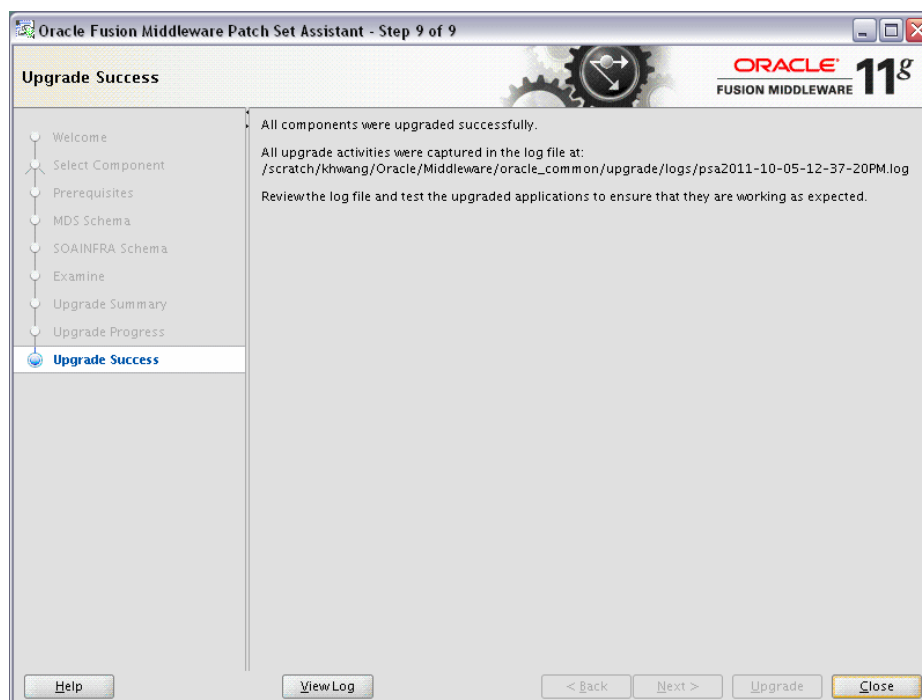 Oracle Fusion Middleware Patch Set Assistant - Step 9 of 9
Upgrade Success
ORACLE
FUSION MIDDLEWARE 11g
Welcome
Select Component
Prerequisites
MDS Schema
SOAINFRA Schema
Examine
Upgrade Summary
Upgrade Progress
Upgrade Success
All components were upgraded successfully.
All upgrade activities were captured in the log file at:
/scratch/khwang/Oracle/Middleware/oracle_common/upgrade/logs/psa2011-10-05-12-37-20PM.log
Review the log file and test the upgraded applications to ensure that they are working as expected.
Help
View Log
< Back
Next >
Upgrade
Close